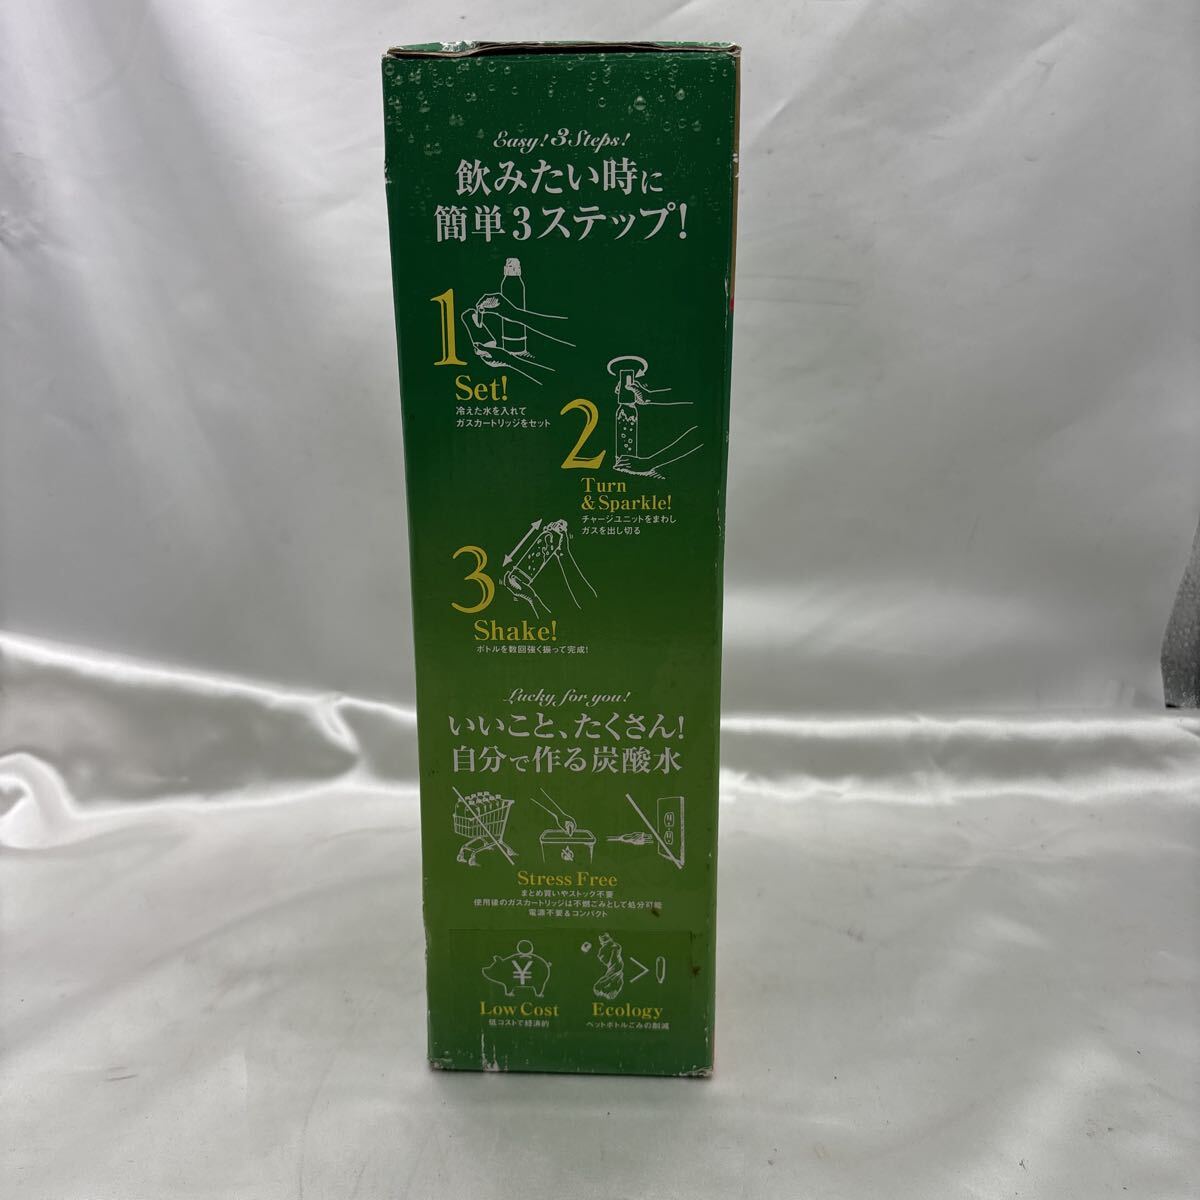 Easy! 3 Steps!
飲みたい時に
簡単3ステップ!
1
Set!
冷えた水を入れて
ガスカートリッジをセット
2
Turn
& Sparkle!
チャージユニットをまわし
ガスを出し切る
3
Shake!
ボトルを数回強く振って完成!
Lucky for you!
いいこと、たくさん!
自分で作る炭酸水
Stress Free
まとめ買いやストック不要
使用後のガスカートリッジは不燃ごみとして処分可能
電源不要&コンパクト
¥
Low Cost
低コストで経済的
>
Ecology
ペットボトルごみの削減